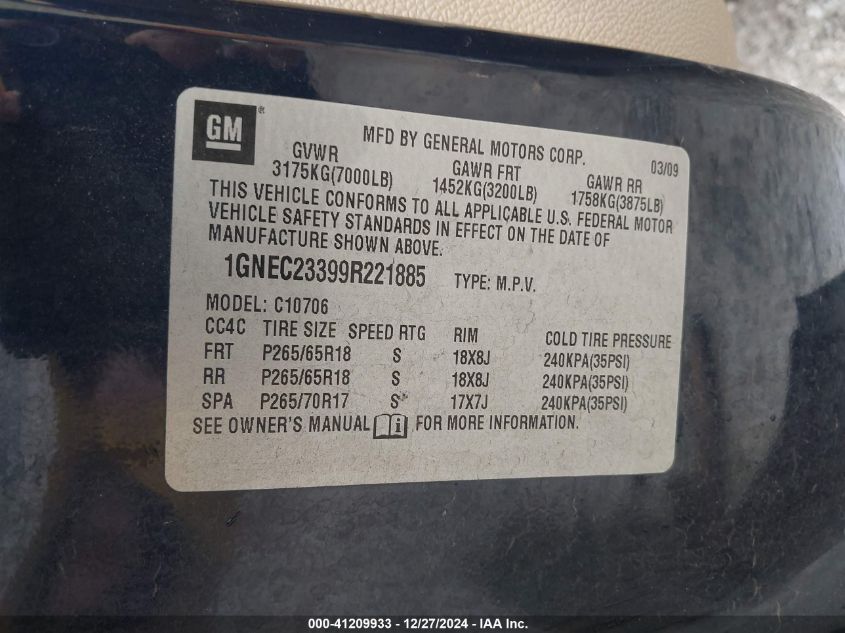 GM®
MFD BY GENERAL MOTORS CORP. 03/09
GVWR GAWR FRT GAWR RR
3175KG(7000LB) 1452KG(3200LB) 1758KG(3875LB)
THIS VEHICLE CONFORMS TO ALL APPLICABLE U.S. FEDERAL MOTOR
VEHICLE SAFETY STANDARDS IN EFFECT ON THE DATE OF
MANUFACTURE SHOWN ABOVE.
1GNEC23399R221885 TYPE: M.P.V.
MODEL: C10706
CC4C TIRE SIZE SPEED RTG RIM COLD TIRE PRESSURE
FRT P265/65R18 S 18X8J 240KPA(35PSI)
RR P265/65R18 S 18X8J 240KPA(35PSI)
SPA P265/70R17 S 17X7J 240KPA(35PSI)
SEE OWNER'S MANUAL FOR MORE INFORMATION.
000-41209933 - 12/27/2024 - IAA Inc.